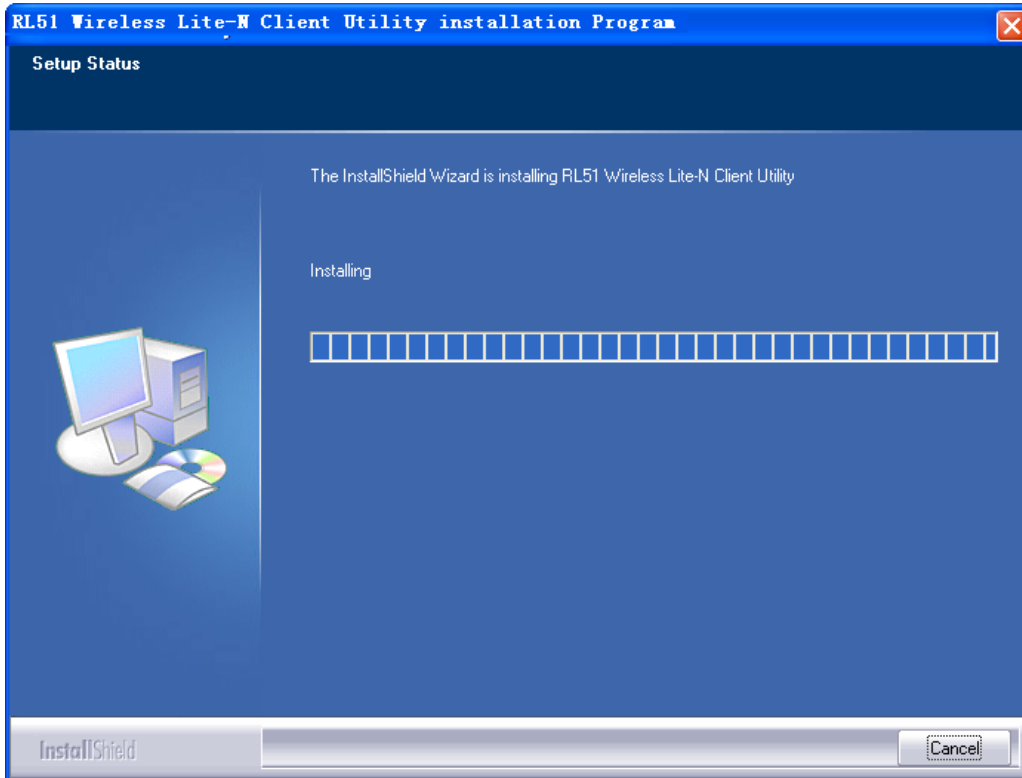 RL51 Wireless Lite-N Client Utility installation Program
Setup Status
The InstallShield Wizard is installing RL51 Wireless Lite-N Client Utility
Installing
InstallShield
Cancel